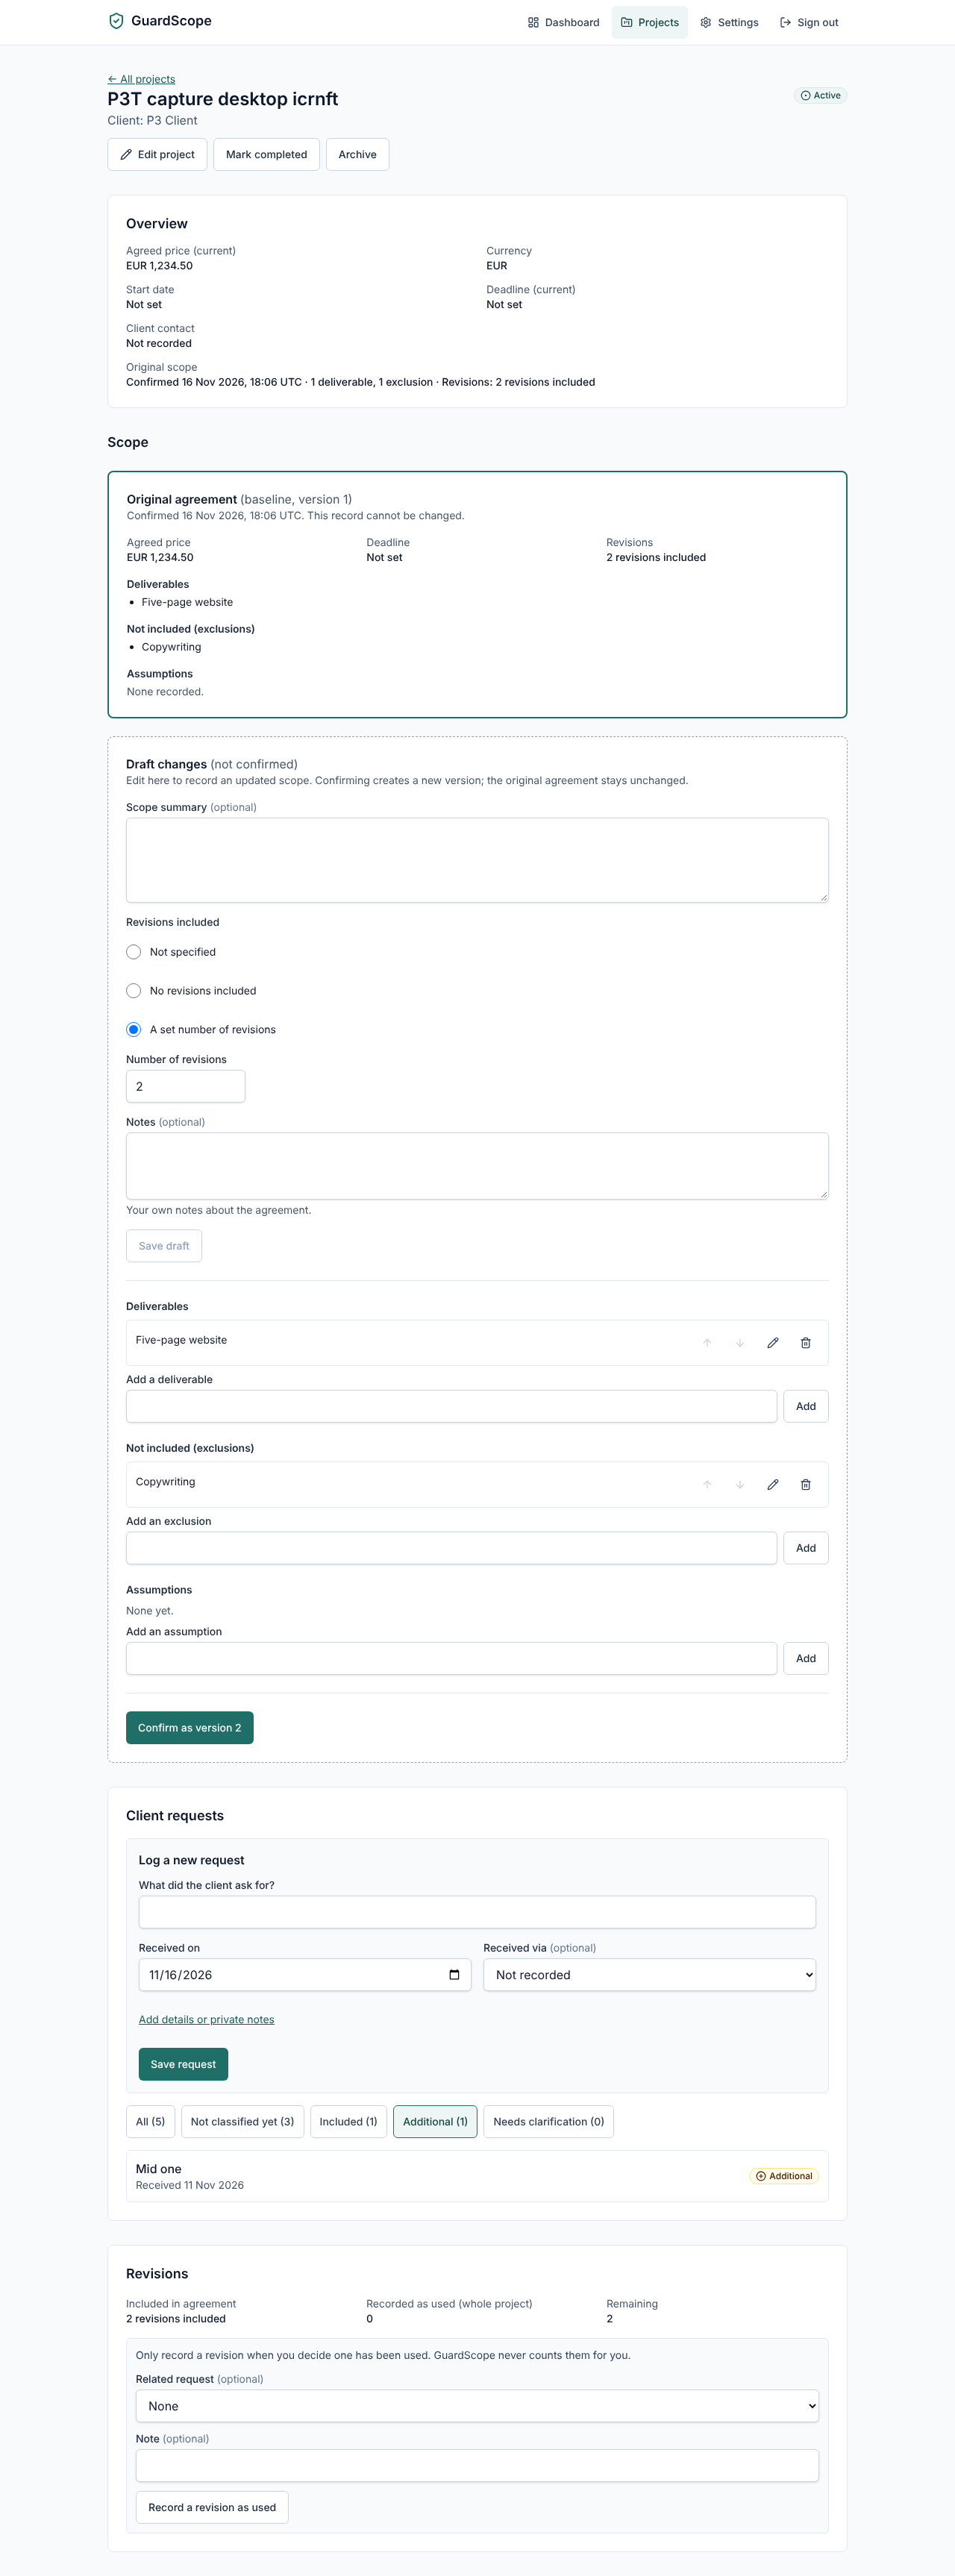 GuardScope
Dashboard
Projects
Settings
Sign out
← All projects
P3T capture desktop icrnft
Active
Client: P3 Client
Edit project
Mark completed
Archive
Overview
Agreed price (current)
EUR 1,234.50
Currency
EUR
Start date
Not set
Deadline (current)
Not set
Client contact
Not recorded
Original scope
Confirmed 16 Nov 2026, 18:06 UTC · 1 deliverable, 1 exclusion · Revisions: 2 revisions included
Scope
Original agreement (baseline, version 1)
Confirmed 16 Nov 2026, 18:06 UTC. This record cannot be changed.
Agreed price
EUR 1,234.50
Deadline
Not set
Revisions
2 revisions included
Deliverables
• Five-page website
Not included (exclusions)
• Copywriting
Assumptions
None recorded.
Draft changes (not confirmed)
Edit here to record an updated scope. Confirming creates a new version; the original agreement stays unchanged.
Scope summary (optional)
Revisions included
Not specified
No revisions included
A set number of revisions
Number of revisions
2
Notes (optional)
Your own notes about the agreement.
Save draft
Deliverables
Five-page website
Add a deliverable
Add
Not included (exclusions)
Copywriting
Add an exclusion
Add
Assumptions
None yet.
Add an assumption
Add
Confirm as version 2
Client requests
Log a new request
What did the client ask for?
Received on
11/16/2026
Received via (optional)
Not recorded
Add details or private notes
Save request
All (5)
Not classified yet (3)
Included (1)
Additional (1)
Needs clarification (0)
Mid one
Received 11 Nov 2026
Additional
Revisions
Included in agreement
2 revisions included
Recorded as used (whole project)
0
Remaining
2
Only record a revision when you decide one has been used. GuardScope never counts them for you.
Related request (optional)
None
Note (optional)
Record a revision as used